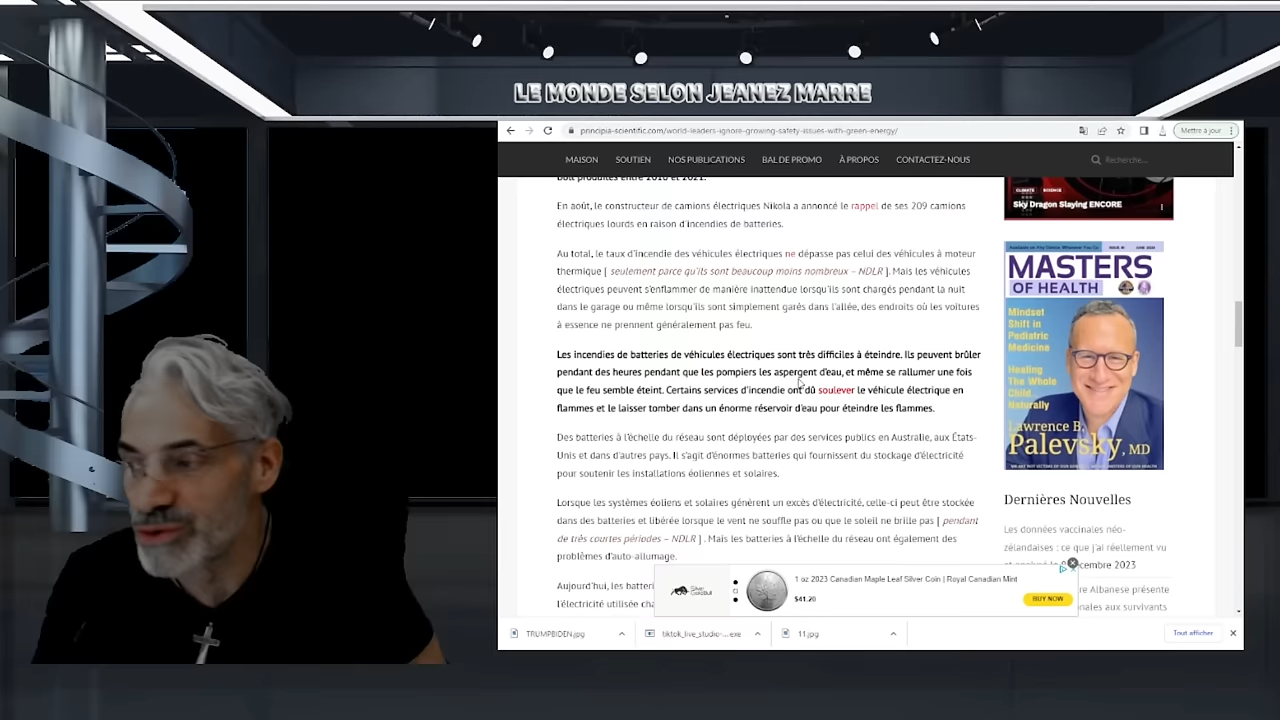 LE MONDE SELON JEANEZ MARRE
principia-scientific.com/world-leaders-ignore-growing-safety-issues-with-green-energy/
Mettre à jour
MAISON SOUTIEN NOS PUBLICATIONS BAL DE PROMO À PROPOS CONTACTEZ-NOUS Recherche...
En août, le constructeur de camions électriques Nikola a annoncé le rappel de ses 209 camions
électriques lourds en raison d'incendies de batteries.
Au total, le taux d'incendie des véhicules électriques ne dépasse pas celui des véhicules à moteur
thermique [ seulement parce qu'ils sont beaucoup moins nombreux – NDLR ]. Mais les véhicules
électriques peuvent s'enflammer de manière inattendue lorsqu'ils sont chargés pendant la nuit
dans le garage ou même lorsqu'ils sont simplement garés dans l'allée, des endroits où les voitures
à essence ne prennent généralement pas feu.
Les incendies de batteries de véhicules électriques sont très difficiles à éteindre. Ils peuvent brûler
pendant des heures pendant que les pompiers les aspergent d'eau, et même se rallumer une fois
que le feu semble éteint. Certains services d'incendie ont dû soulever le véhicule électrique en
flammes et le laisser tomber dans un énorme réservoir d'eau pour éteindre les flammes.
Des batteries à l'échelle du réseau sont déployées par des services publics en Australie, aux États-
Unis et dans d'autres pays. Il s'agit d'énormes batteries qui fournissent du stockage d'électricité
pour soutenir les installations éoliennes et solaires.
Lorsque les systèmes éoliens et solaires génèrent un excès d'électricité, celle-ci peut être stockée
dans des batteries et libérée lorsque le vent ne souffle pas ou que le soleil ne brille pas [ pendant
de très courtes périodes – NDLR ] . Mais les batteries à l'échelle du réseau ont également des
problèmes d'auto-allumage.
Aujourd'hui, les batteri
l'électricité utilisée cha
CLIMATE SCIENCE
Sky Dragon Slaying ENCORE
MASTERS
OF HEALTH
Mindset
Shift in
Pediatric
Medicine
Healing
The Whole
Child
Naturally
Lawrence B.
Palevsky, MD
Dernières Nouvelles
Les données vaccinales néo-
zélandaises : ce que j'ai réellement vu
décembre 2023
Albanese présente
aux survivants
Silver Gold Bull
1 oz 2023 Canadian Maple Leaf Silver Coin | Royal Canadian Mint
$41.20
BUY NOW
TRUMPBIDEN.jpg
tiktok_live_studio-....exe
11.jpg
Tout afficher